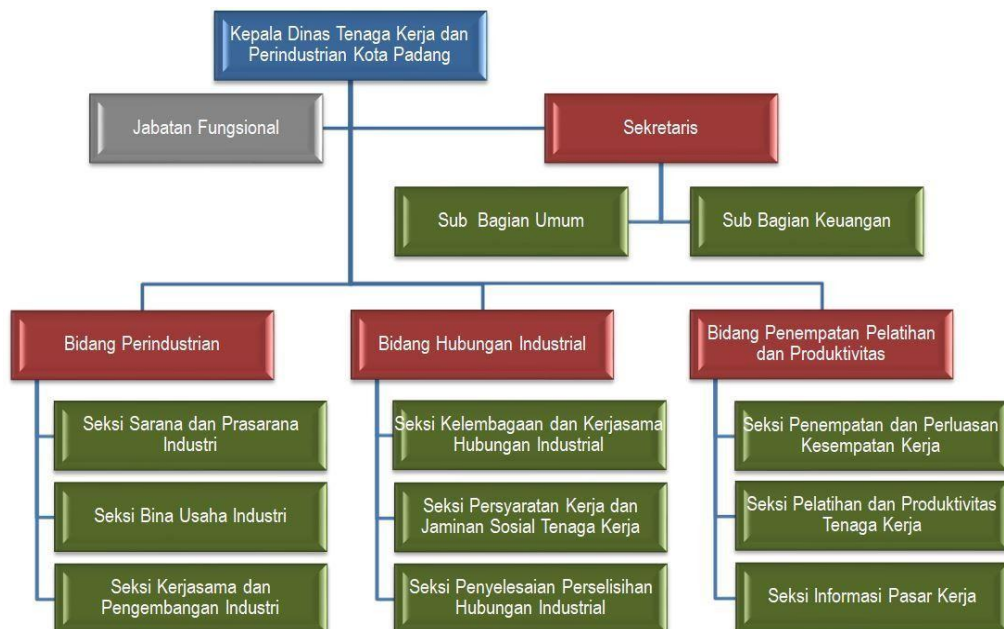 Kepala Dinas Tenaga Kerja dan
Perindustrian Kota Padang
Jabatan Fungsional
Sekretaris
Sub Bagian Umum
Sub Bagian Keuangan
Bidang Perindustrian
Bidang Hubungan Industrial
Bidang Penempatan Pelatihan
dan Produktivitas
Seksi Sarana dan Prasarana
Industri
Seksi Bina Usaha Industri
Seksi Kerjasama dan
Pengembangan Industri
Seksi Kelembagaan dan Kerjasama
Hubungan Industrial
Seksi Persyaratan Kerja dan
Jaminan Sosial Tenaga Kerja
Seksi Penyelesaian Perselisihan
Hubungan Industrial
Seksi Penempatan dan Perluasan
Kesempatan Kerja
Seksi Pelatihan dan Produktivitas
Tenaga Kerja
Seksi Informasi Pasar Kerja